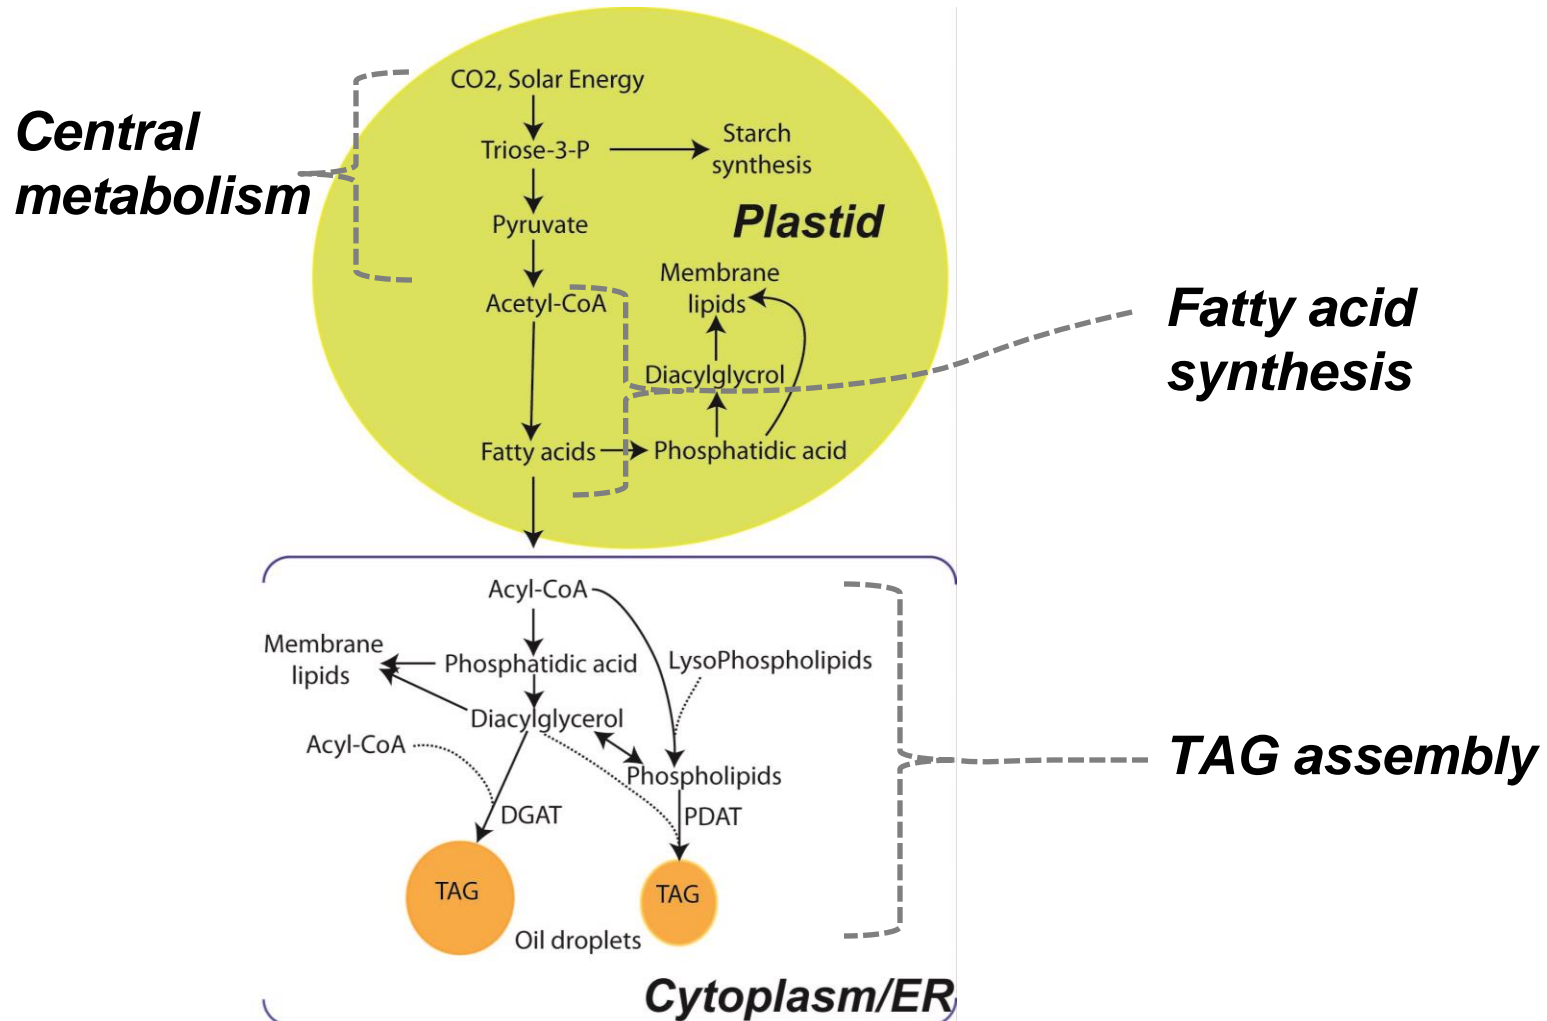 CO2, Solar Energy
Central
metabolism
Triose-3-P
Starch
synthesis
Pyruvate
Plastid
Acetyl-CoA
Membrane
lipids
Diacylglycrol
Fatty acid
synthesis
Fatty acids
Phosphatidic acid
Acyl-CoA
Membrane
lipids
Phosphatidic acid
LysoPhospholipids
Diacylglycerol
Acyl-CoA
Phospholipids
TAG assembly
DGAT
PDAT
TAG
TAG
Oil droplets
Cytoplasm/ER